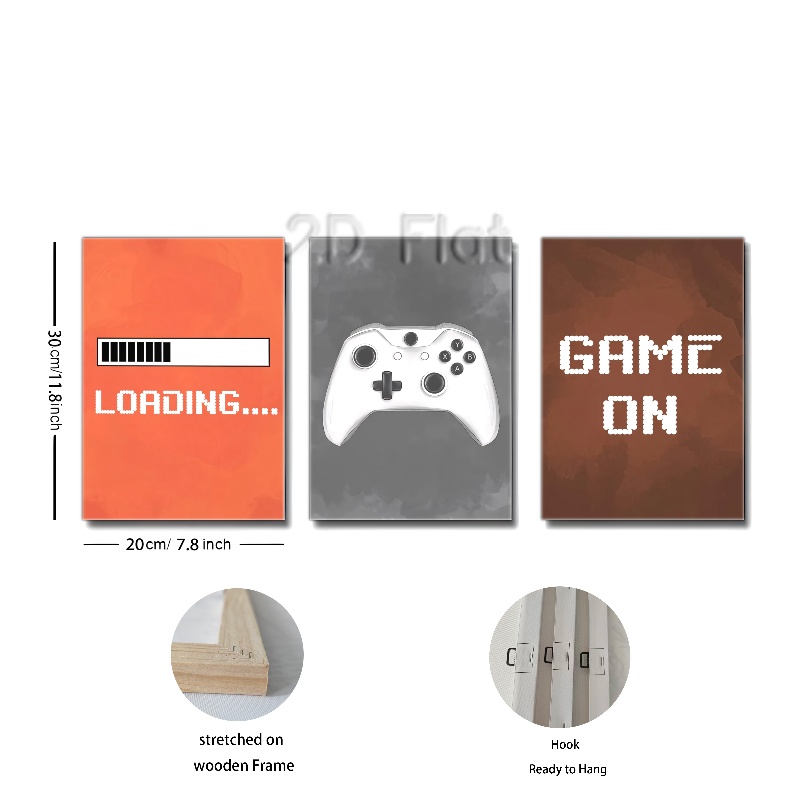 2D Flat
LOADING....
Y
X B
A
GAME
ON
30cm/11.8inch
20cm/ 7.8 inch
stretched on
wooden Frame
Hook
Ready to Hang